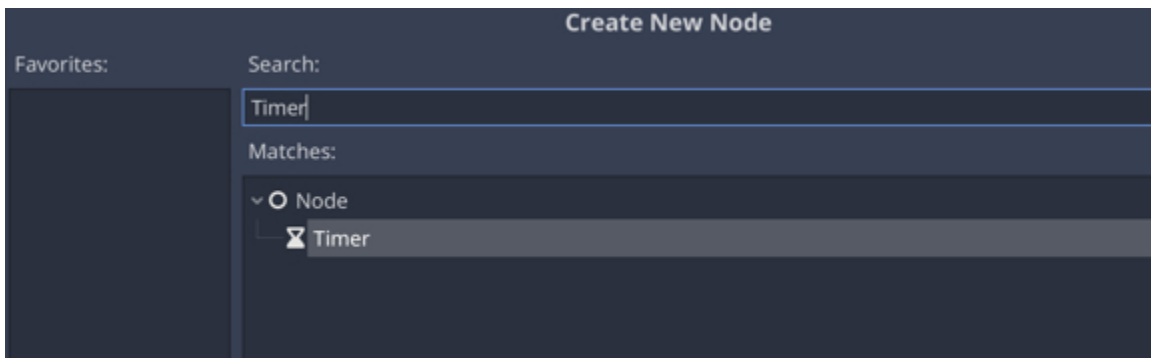 Create New Node
Favorites:
Search:
Timer
Matches:
Node
Timer